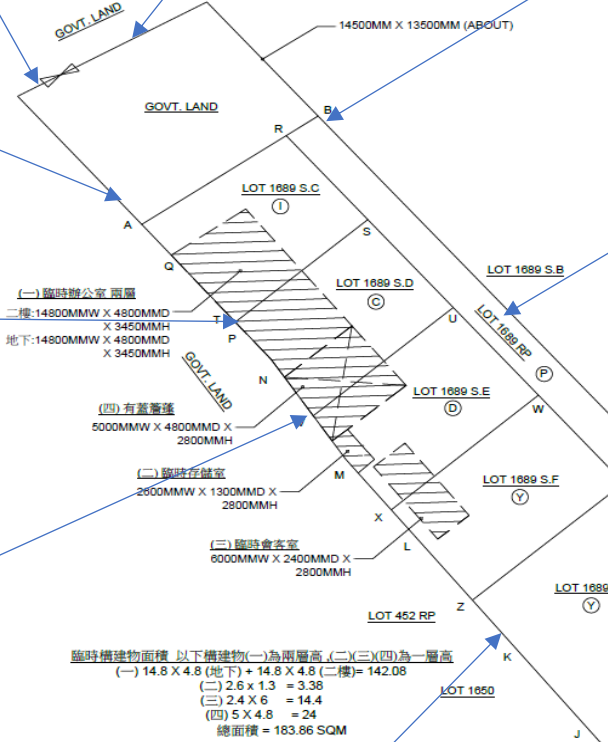 GOVT. LAND
14500MM X 13500MM (ABOUT)
GOVT. LAND
B
R
LOT 1689 S.C
I
A
S
Q
LOT 1689 S.B
LOT 1689 S.D
C
(一) 臨時辦公室 兩層
二樓:14800MMW X 4800MMD
X 3450MMH
地下:14800MMW X 4800MMD
X 3450MMH
T
P
U
LOT 1689 RP
P
GOVT. LAND
N
LOT 1689 S.E
D
W
(四) 有蓋簷篷
5000MMW X 4800MMD X
2800MMH
(二) 臨時存儲室
2600MMW X 1300MMD X
2800MMH
M
LOT 1689 S.F
Y
X
L
(三) 臨時會客室
6000MMW X 2400MMD X
2800MMH
LOT 1689
Y
Z
LOT 452 RP
K
臨時構建物面積 以下構建物(一)為兩層高 ,(二)(三)(四)為一層高
(一) 14.8 X 4.8 (地下) + 14.8 X 4.8 (二樓)= 142.08
(二) 2.6 x 1.3 = 3.38
(三) 2.4 X 6 = 14.4
(四) 5 X 4.8 = 24
總面積 = 183.86 SQM
LOT 1650
J